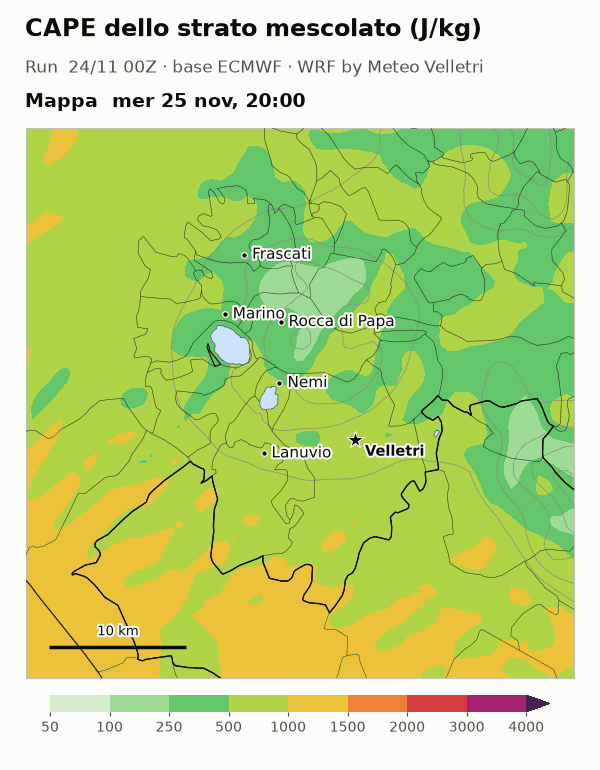 CAPE dello strato mescolato (J/kg)
Run  24/11 00Z · base ECMWF · WRF by Meteo Velletri
Mappa  mer 25 nov, 20:00
Frascati
Marino
Rocca di Papa
Nemi
Velletri
Lanuvio
10 km
50 100 250 500 1000 1500 2000 3000 4000